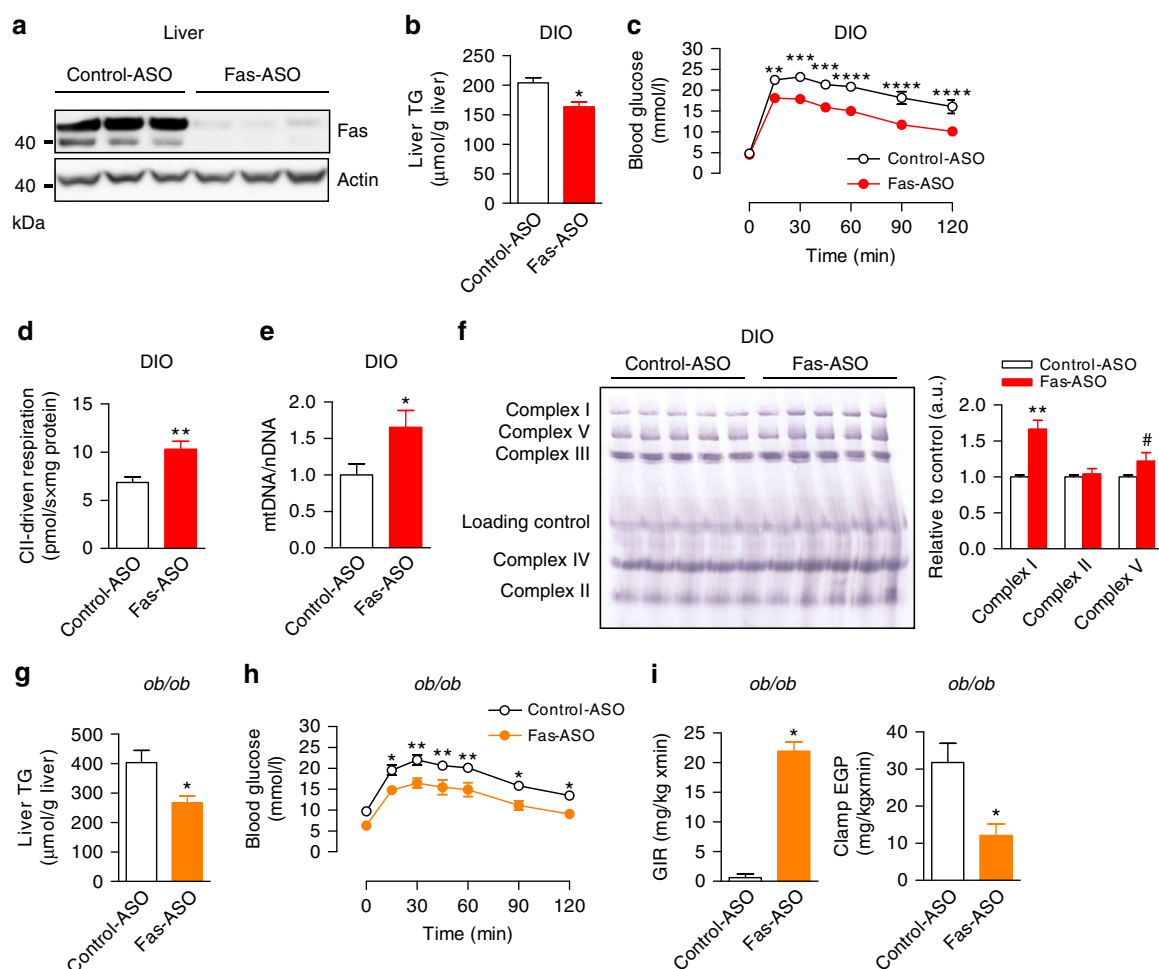 a
Liver
Control-ASO Fas-ASO
40
Fas
40
Actin
kDa
b
DIO
Liver TG
(μmol/g liver)
250
200
150
100
50
0
*
Control-ASO
Fas-ASO
c
DIO
Blood glucose
(mmol/l)
30
25
20
15
10
5
0
** *** *** **** **** ****
Control-ASO
Fas-ASO
0 30 60 90 120
Time (min)
d
DIO
CII-driven respiration
(pmol/sxmg protein)
15
10
5
0
**
Control-ASO
Fas-ASO
e
DIO
mtDNA/nDNA
2.0
1.5
1.0
0.5
0.0
*
Control-ASO
Fas-ASO
f
DIO
Control-ASO Fas-ASO
Complex I
Complex V
Complex III
Loading control
Complex IV
Complex II
Control-ASO
Fas-ASO
Relative to control (a.u.)
2.0
1.5
1.0
0.5
0.0
**
#
Complex I
Complex II
Complex V
g
ob/ob
Liver TG
(μmol/g liver)
500
400
300
200
100
0
*
Control-ASO
Fas-ASO
h
ob/ob
Control-ASO
Fas-ASO
Blood glucose
(mmol/l)
30
25
20
15
10
5
0
* ** ** ** * *
0 30 60 90 120
Time (min)
i
ob/ob
GIR (mg/kg xmin)
25
20
15
10
5
0
*
Control-ASO
Fas-ASO
ob/ob
Clamp EGP
(mg/kgxmin)
40
30
20
10
0
*
Control-ASO
Fas-ASO